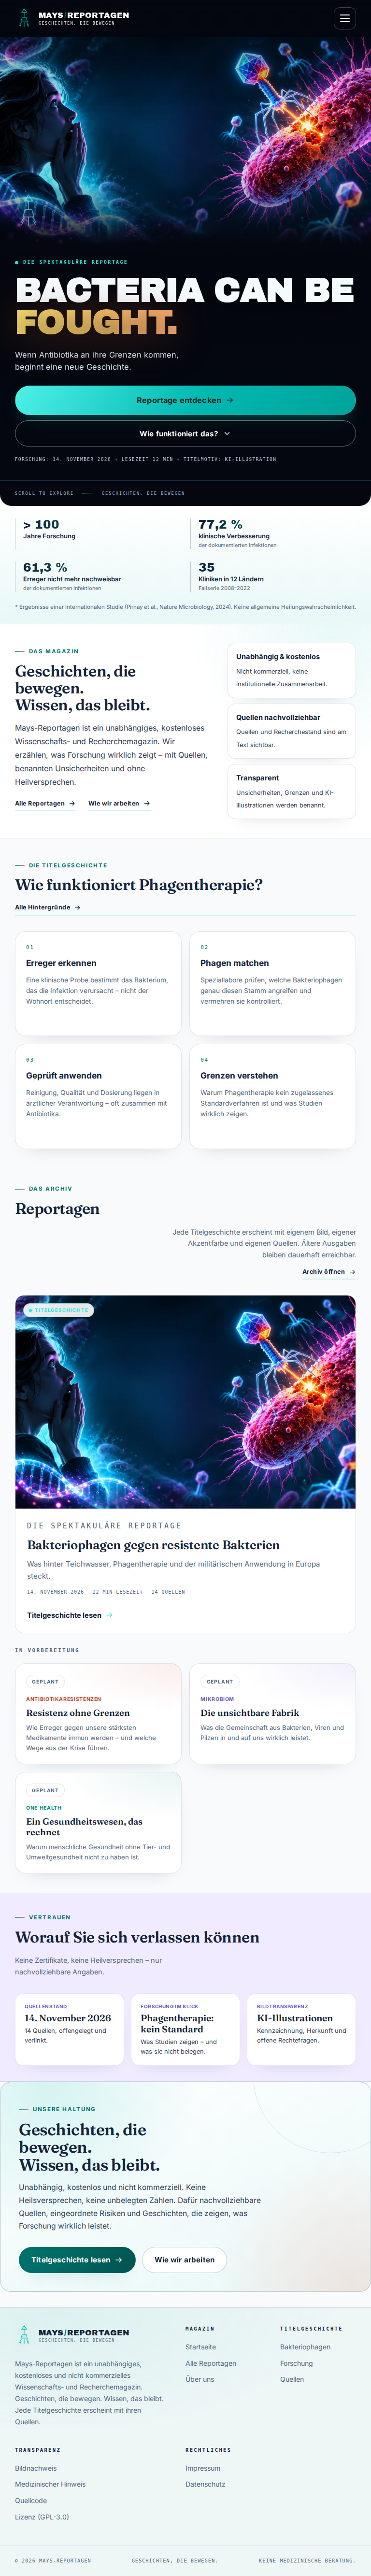 MAYS/REPORTAGEN
GESCHICHTEN, DIE BEWEGEN
DIE SPEKTAKULÄRE REPORTAGE
BACTERIA CAN BE
FOUGHT.
Wenn Antibiotika an ihre Grenzen kommen,
beginnt eine neue Geschichte.
Reportage entdecken →
Wie funktioniert das?
FORSCHUNG: 14. NOVEMBER 2026 • LESEZEIT 12 MIN • TITELMOTIV: KI-ILLUSTRATION
SCROLL TO EXPLORE GESCHICHTEN, DIE BEWEGEN
> 100
Jahre Forschung
77,2 %
klinische Verbesserung
der dokumentierten Infektionen
61,3 %
Erreger nicht mehr nachweisbar
der dokumentierten Infektionen
35
Kliniken in 12 Ländern
Fallserie 2008–2022
* Ergebnisse einer internationalen Studie (Pirnay et al., Nature Microbiology, 2024). Keine allgemeine Heilungswahrscheinlichkeit.
DAS MAGAZIN
Geschichten, die
bewegen.
Wissen, das bleibt.
Mays-Reportagen ist ein unabhängiges, kostenloses
Wissenschafts- und Recherchemagazin. Wir
erzählen, was Forschung wirklich zeigt – mit Quellen,
benannten Unsicherheiten und ohne
Heilversprechen.
Alle Reportagen → Wie wir arbeiten →
Unabhängig & kostenlos
Nicht kommerziell, keine
institutionelle Zusammenarbeit.
Quellen nachvollziehbar
Quellen und Recherchestand sind am
Text sichtbar.
Transparent
Unsicherheiten, Grenzen und KI-
Illustrationen werden benannt.
DIE TITELGESCHICHTE
Wie funktioniert Phagentherapie?
Alle Hintergründe →
01
Erreger erkennen
Eine klinische Probe bestimmt das Bakterium,
das die Infektion verursacht – nicht der
Wohnort entscheidet.
02
Phagen matchen
Speziallabore prüfen, welche Bakteriophagen
genau diesen Stamm angreifen und
vermehren sie kontrolliert.
03
Geprüft anwenden
Reinigung, Qualität und Dosierung liegen in
ärztlicher Verantwortung – oft zusammen mit
Antibiotika.
04
Grenzen verstehen
Warum Phagentherapie kein zugelassenes
Standardverfahren ist und was Studien
wirklich zeigen.
DAS ARCHIV
Reportagen
Jede Titelgeschichte erscheint mit eigenem Bild, eigener
Akzentfarbe und eigenen Quellen. Ältere Ausgaben
bleiben dauerhaft erreichbar.
Archiv öffnen →
TITELGESCHICHTE
DIE SPEKTAKULÄRE REPORTAGE
Bakteriophagen gegen resistente Bakterien
Was hinter Teichwasser, Phagentherapie und der militärischen Anwendung in Europa
steckt.
14. NOVEMBER 2026 12 MIN LESEZEIT 14 QUELLEN
Titelgeschichte lesen →
IN VORBEREITUNG
GEPLANT
ANTIBIOTIKARESISTENZEN
Resistenz ohne Grenzen
Wie Erreger gegen unsere stärksten
Medikamente immun werden – und welche
Wege aus der Krise führen.
GEPLANT
MIKROBIOM
Die unsichtbare Fabrik
Was die Gemeinschaft aus Bakterien, Viren und
Pilzen in und auf uns wirklich leistet.
GEPLANT
ONE HEALTH
Ein Gesundheitswesen, das
rechnet
Warum menschliche Gesundheit ohne Tier- und
Umweltgesundheit nicht zu haben ist.
VERTRAUEN
Worauf Sie sich verlassen können
Keine Zertifikate, keine Heilversprechen – nur
nachvollziehbare Angaben.
QUELLENSTAND
14. November 2026
14 Quellen, offengelegt und
verlinkt.
FORSCHUNG IM BLICK
Phagentherapie:
kein Standard
Was Studien zeigen – und
was sie nicht belegen.
BILDTRANSPARENZ
KI-Illustrationen
Kennzeichnung, Herkunft und
offene Rechtefragen.
UNSERE HALTUNG
Geschichten, die
bewegen.
Wissen, das bleibt.
Unabhängig, kostenlos und nicht kommerziell. Keine
Heilsversprechen, keine unbelegten Zahlen. Dafür nachvollziehbare
Quellen, eingeordnete Risiken und Geschichten, die zeigen, was
Forschung wirklich leistet.
Titelgeschichte lesen → Wie wir arbeiten
MAYS/REPORTAGEN
GESCHICHTEN, DIE BEWEGEN
Mays-Reportagen ist ein unabhängiges,
kostenloses und nicht kommerzielles
Wissenschafts- und Recherchemagazin.
Geschichten, die bewegen. Wissen, das bleibt.
Jede Titelgeschichte erscheint mit ihren
Quellen.
MAGAZIN
Startseite
Alle Reportagen
Über uns
TITELGESCHICHTE
Bakteriophagen
Forschung
Quellen
TRANSPARENZ
Bildnachweis
Medizinischer Hinweis
Quellcode
Lizenz (GPL-3.0)
RECHTLICHES
Impressum
Datenschutz
© 2026 MAYS-REPORTAGEN GESCHICHTEN, DIE BEWEGEN. KEINE MEDIZINISCHE BERATUNG.